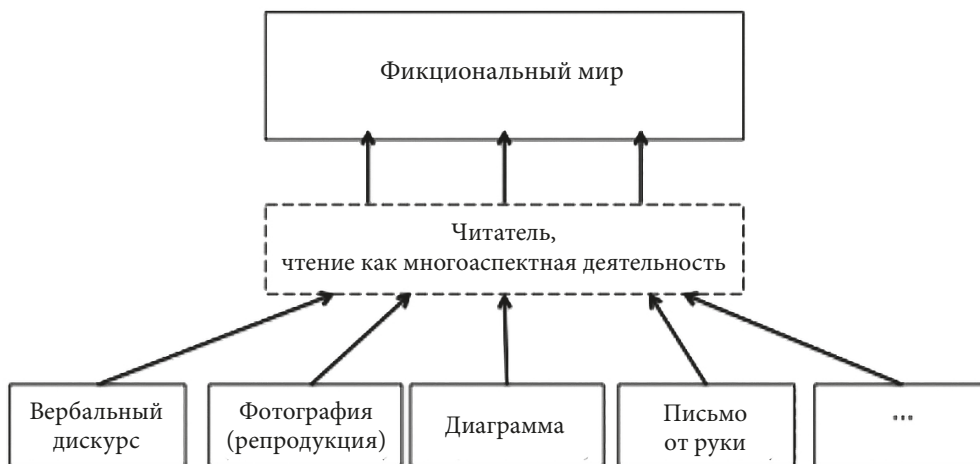 Фикциональный мир
Читатель,
чтение как многоаспектная деятельность
Вербальный
дискурс
Фотография
(репродукция)
Диаграмма
Письмо
от руки
...